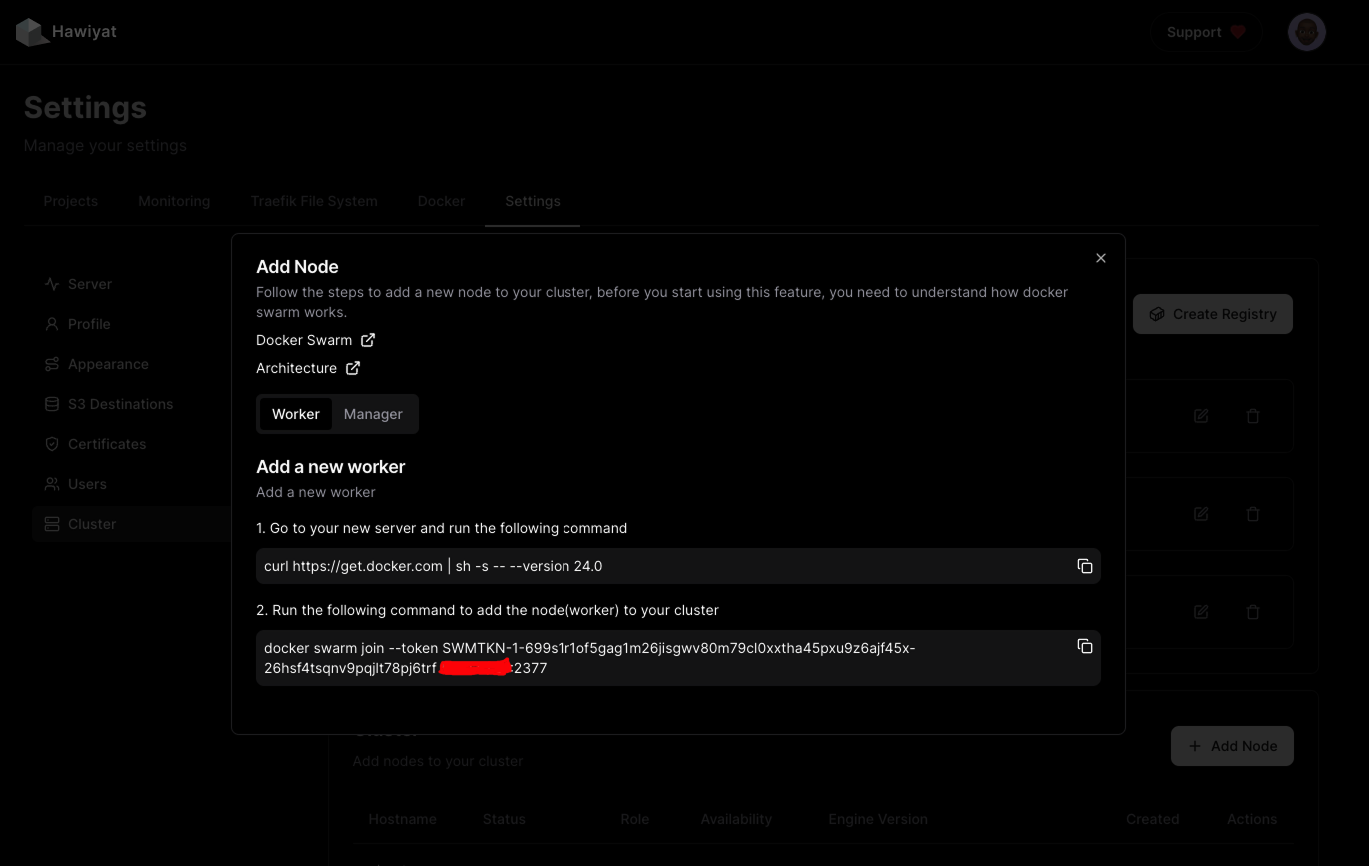 Hawiyat
Support
Settings
Manage your settings
Projects
Monitoring
Traefik File System
Docker
Settings
Server
Profile
Appearance
S3 Destinations
Certificates
Users
Cluster
Create Registry
Add Node
Follow the steps to add a new node to your cluster, before you start using this feature, you need to understand how docker
swarm works.
Docker Swarm
Architecture
Worker
Manager
Add a new worker
Add a new worker
1. Go to your new server and run the following command
curl https://get.docker.com | sh -s -- --version 24.0
2. Run the following command to add the node(worker) to your cluster
docker swarm join --token SWMTKN-1-699s1r1of5gag1m26jisgwv80m79cl0xxtha45pxu9z6ajf45x-
26hsf4tsqnv9pqjlt78pj6trf :2377
Add Node
Add nodes to your cluster
Hostname
Status
Role
Availability
Engine Version
Created
Actions